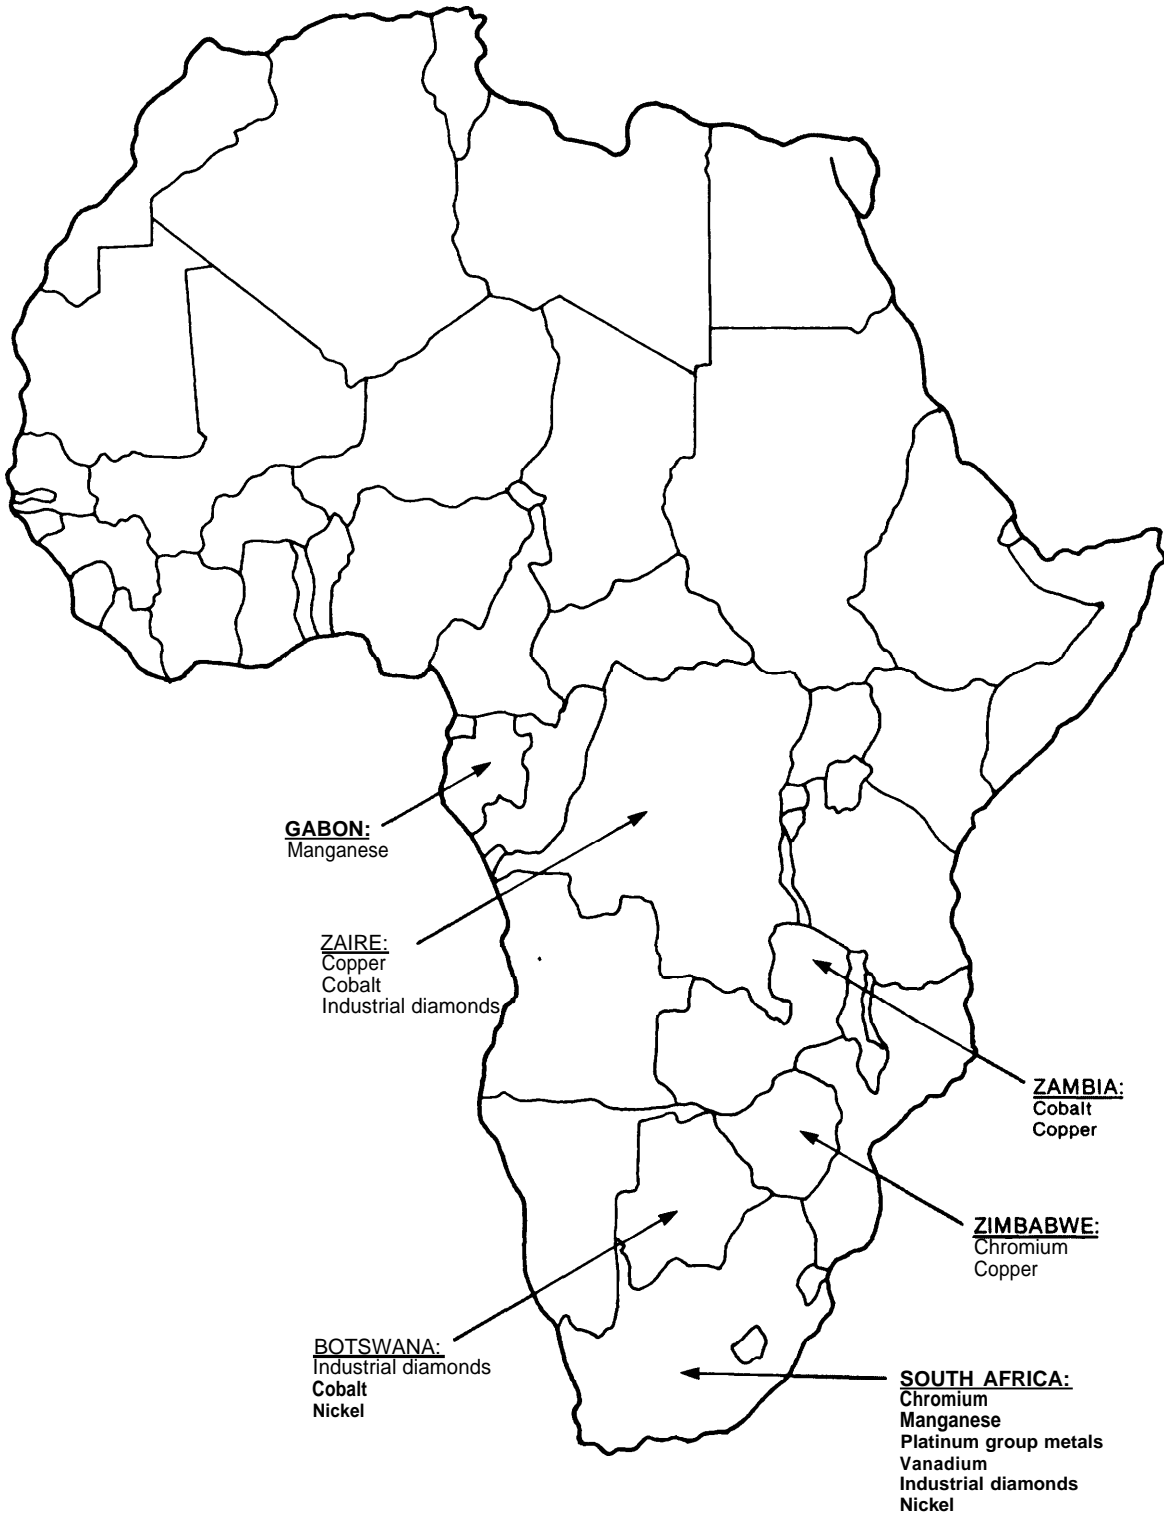 GABON:
Manganese
ZAIRE:
Copper
Cobalt
Industrial diamonds
ZAMBIA:
Cobalt
Copper
ZIMBABWE:
Chromium
Copper
BOTSWANA:
Industrial diamonds
Cobalt
Nickel
SOUTH AFRICA:
Chromium
Manganese
Platinum group metals
Vanadium
Industrial diamonds
Nickel